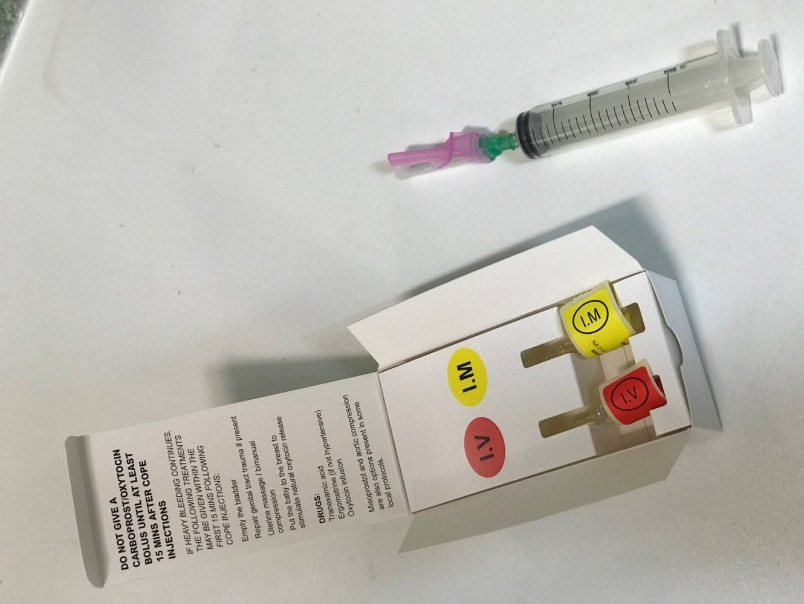 DO NOT GIVE A
CARBOPROST/OXYTOCIN
BOLUS UNTIL AT LEAST
15 MINS AFTER COPE
INJECTIONS
IF HEAVY BLEEDING CONTINUES,
THE FOLLOWING TREATMENTS
MAY BE GIVEN WITHIN THE
FIRST 15 MINS FOLLOWING
COPE INJECTIONS:
Empty the bladder
Repair genital tract trauma if present
Uterine massage / bimanual
compression
Put the baby to the breast to
stimulate natural oxytocin release
DRUGS:
Tranexamic acid
Ergometrine (if not hypertensive)
Oxytocin infusion
Misoprostol and aortic compression
are also options present in some
local protocols.
I.V
I.M
I.V
I.M